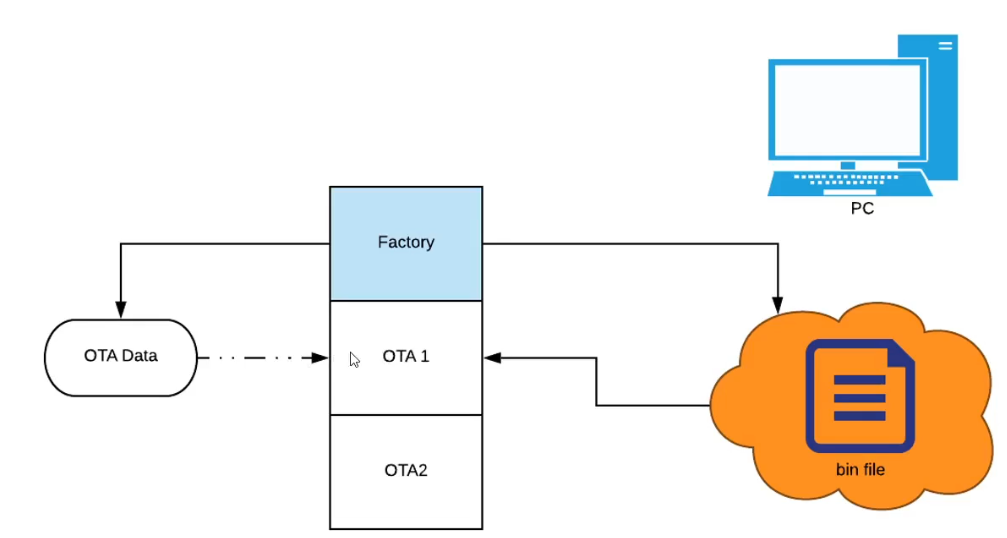 PC
Factory
OTA Data
OTA 1
OTA2
bin file